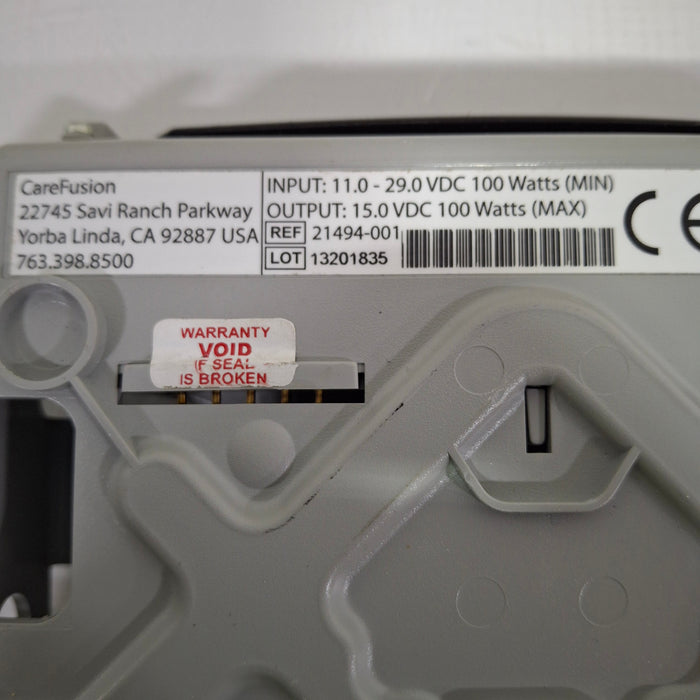 CareFusion
22745 Savi Ranch Parkway
Yorba Linda, CA 92887 USA
763.398.8500
INPUT: 11.0 - 29.0 VDC 100 Watts (MIN)
OUTPUT: 15.0 VDC 100 Watts (MAX)
REF 21494-001
LOT 13201835
CE
WARRANTY
VOID
IF SEAL
IS BROKEN